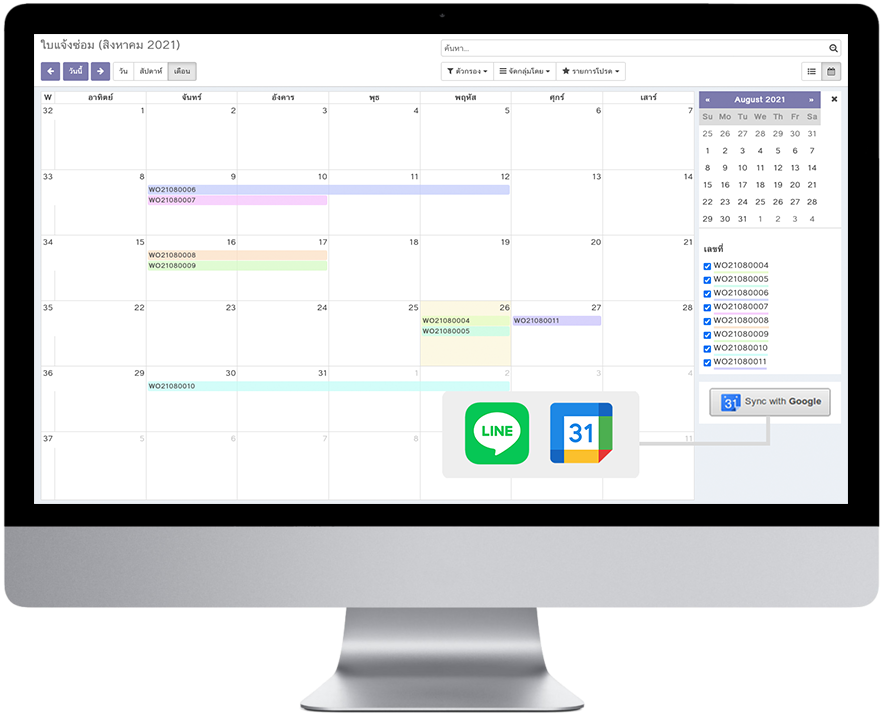 ใบแจ้งซ่อม (สิงหาคม 2021)
ค้นหา...
วันนี้ วัน สัปดาห์ เดือน
ตัวกรอง จัดกลุ่มโดย รายการโปรด
W อาทิตย์ จันทร์ อังคาร พุธ พฤหัส ศุกร์ เสาร์
32 1 2 3 4 5 6 7
33 8 9 10 11 12 13 14
WO21080006
WO21080007
34 15 16 17 18 19 20 21
WO21080008
WO21080009
35 22 23 24 25 26 27 28
WO21080004 WO21080011
WO21080005
36 29 30 31 1 2 3 4
WO21080010
37 5 6 7 8 11
« August 2021 »
Su Mo Tu We Th Fr Sa
25 26 27 28 29 30 31
1 2 3 4 5 6 7
8 9 10 11 12 13 14
15 16 17 18 19 20 21
22 23 24 25 26 27 28
29 30 31 1 2 3 4
เลขที่
WO21080004
WO21080005
WO21080006
WO21080007
WO21080008
WO21080009
WO21080010
WO21080011
31 Sync with Google
LINE 31